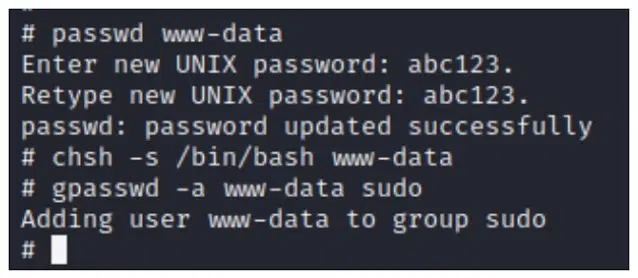 #
# passwd www-data
Enter new UNIX password: abc123.
Retype new UNIX password: abc123.
passwd: password updated successfully
# chsh -s /bin/bash www-data
# gpasswd -a www-data sudo
Adding user www-data to group sudo
#